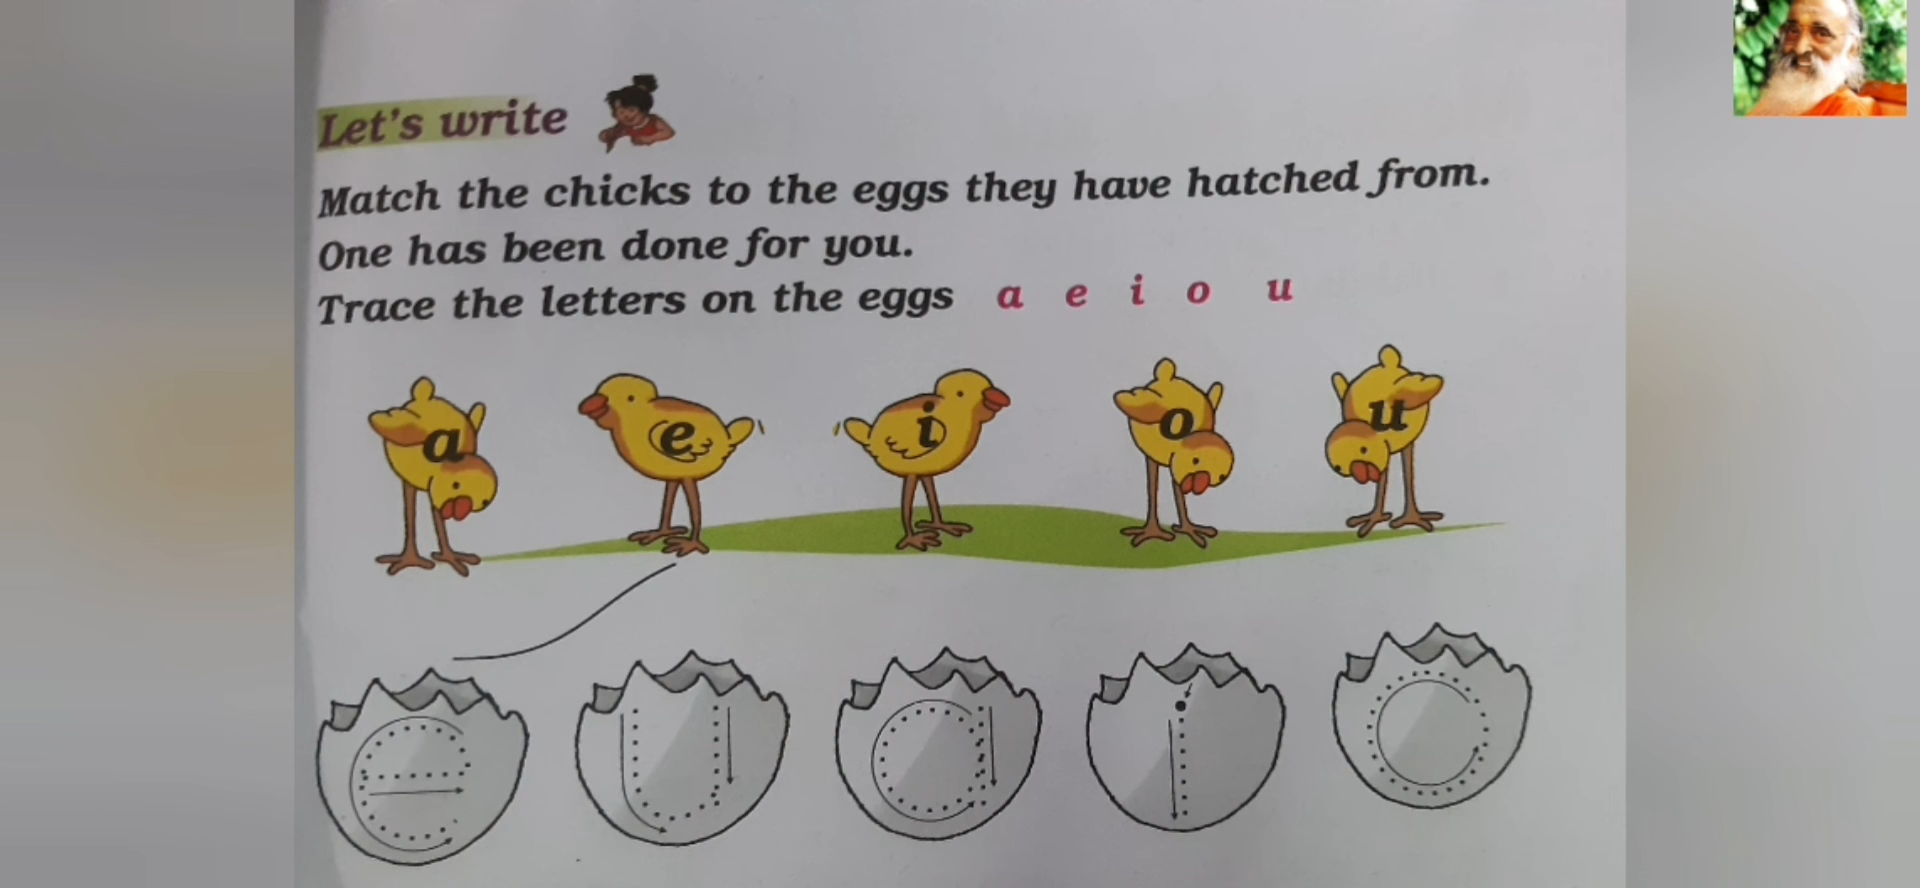 Let's write
Match the chicks to the eggs they have hatched from.
One has been done for you.
Trace the letters on the eggs a e i o u
a e i o u
e u a i o